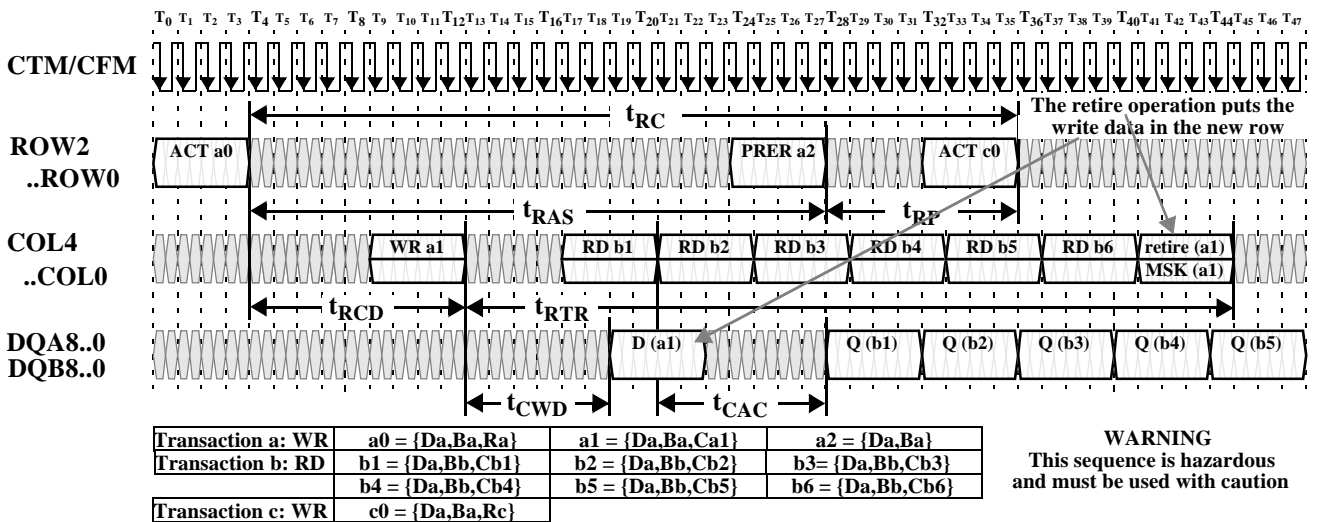 T0 T1 T2 T3 T4 T5 T6 T7 T8 T9 T10 T11 T12 T13 T14 T15 T16 T17 T18 T19 T20 T21 T22 T23 T24 T25 T26 T27 T28 T29 T30 T31 T32 T33 T34 T35 T36 T37 T38 T39 T40 T41 T42 T43 T44 T45 T46 T47
CTM/CFM
The retire operation puts the
write data in the new row
tRC
ROW2
..ROW0
ACT a0 PRER a2 ACT c0
tRAS tRP
COL4
..COL0
WR a1 RD b1 RD b2 RD b3 RD b4 RD b5 RD b6 retire (a1)
MSK (a1)
tRCD tRTR
DQA8..0
DQB8..0
D (a1) Q (b1) Q (b2) Q (b3) Q (b4) Q (b5)
tCWD tCAC
Transaction a: WR a0 = {Da,Ba,Ra} a1 = {Da,Ba,Ca1} a2 = {Da,Ba}
Transaction b: RD b1 = {Da,Bb,Cb1} b2 = {Da,Bb,Cb2} b3= {Da,Bb,Cb3}
b4 = {Da,Bb,Cb4} b5 = {Da,Bb,Cb5} b6 = {Da,Bb,Cb6}
Transaction c: WR c0 = {Da,Ba,Rc}
WARNING
This sequence is hazardous
and must be used with caution